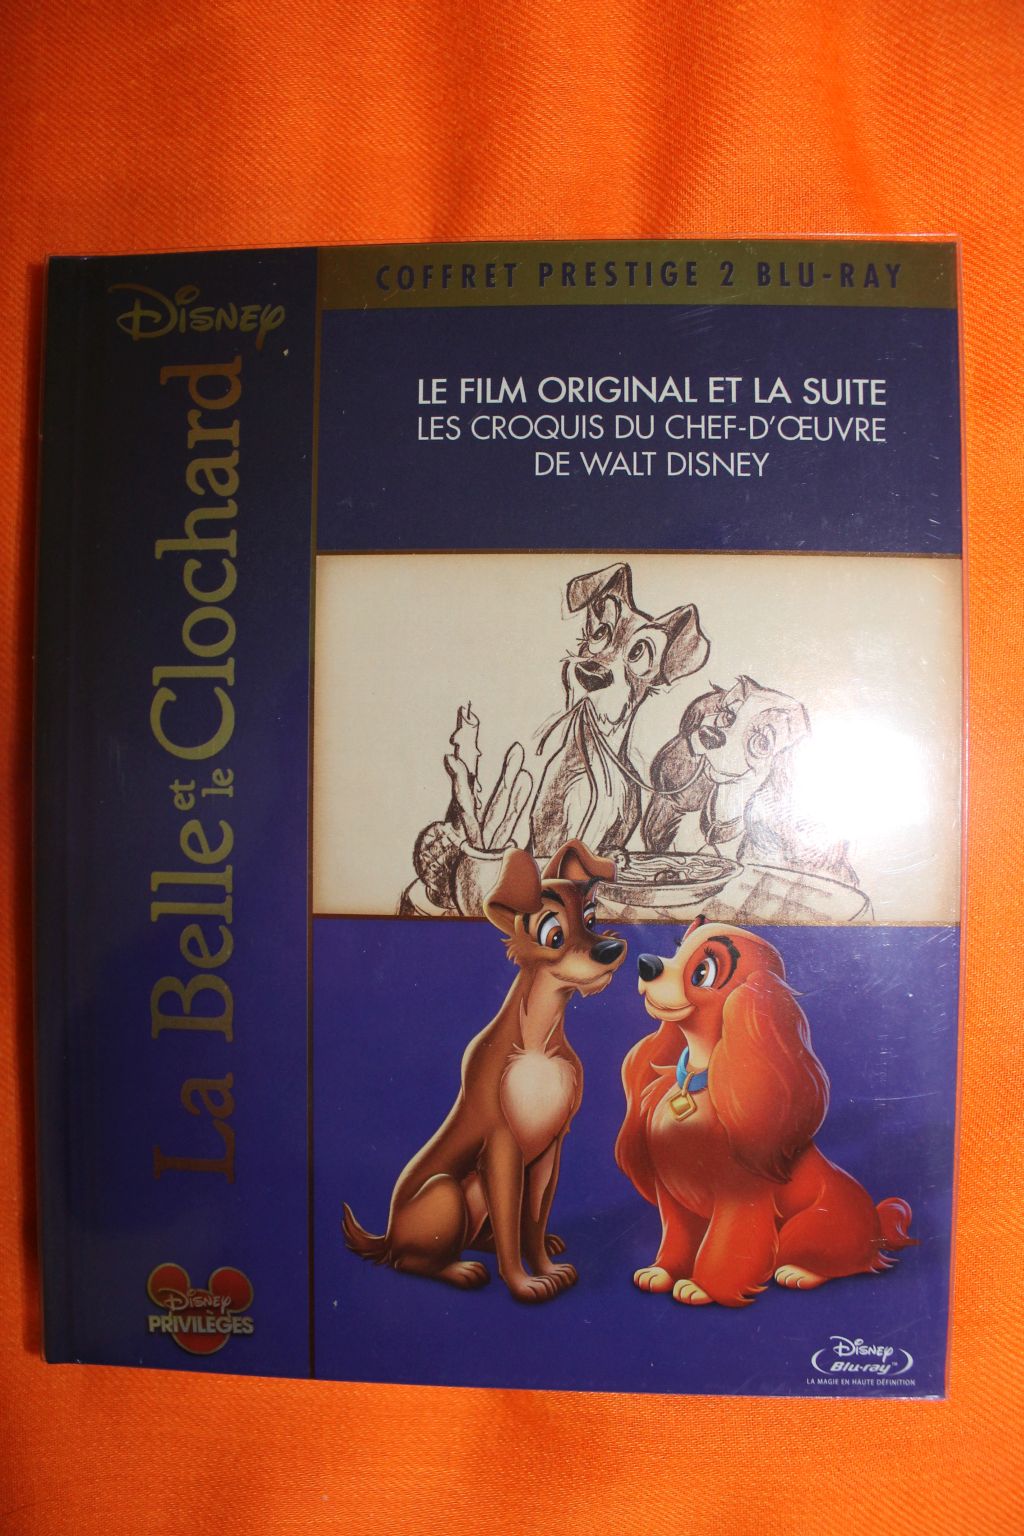 COFFRET PRESTIGE 2 BLU-RAY
Disney
La Belle et le Clochard
LE FILM ORIGINAL ET LA SUITE
LES CROQUIS DU CHEF-D'ŒUVRE
DE WALT DISNEY
Disney
PRIVILÈGES
Disney
Blu-ray™
LA MAGIE EN HAUTE DÉFINITION